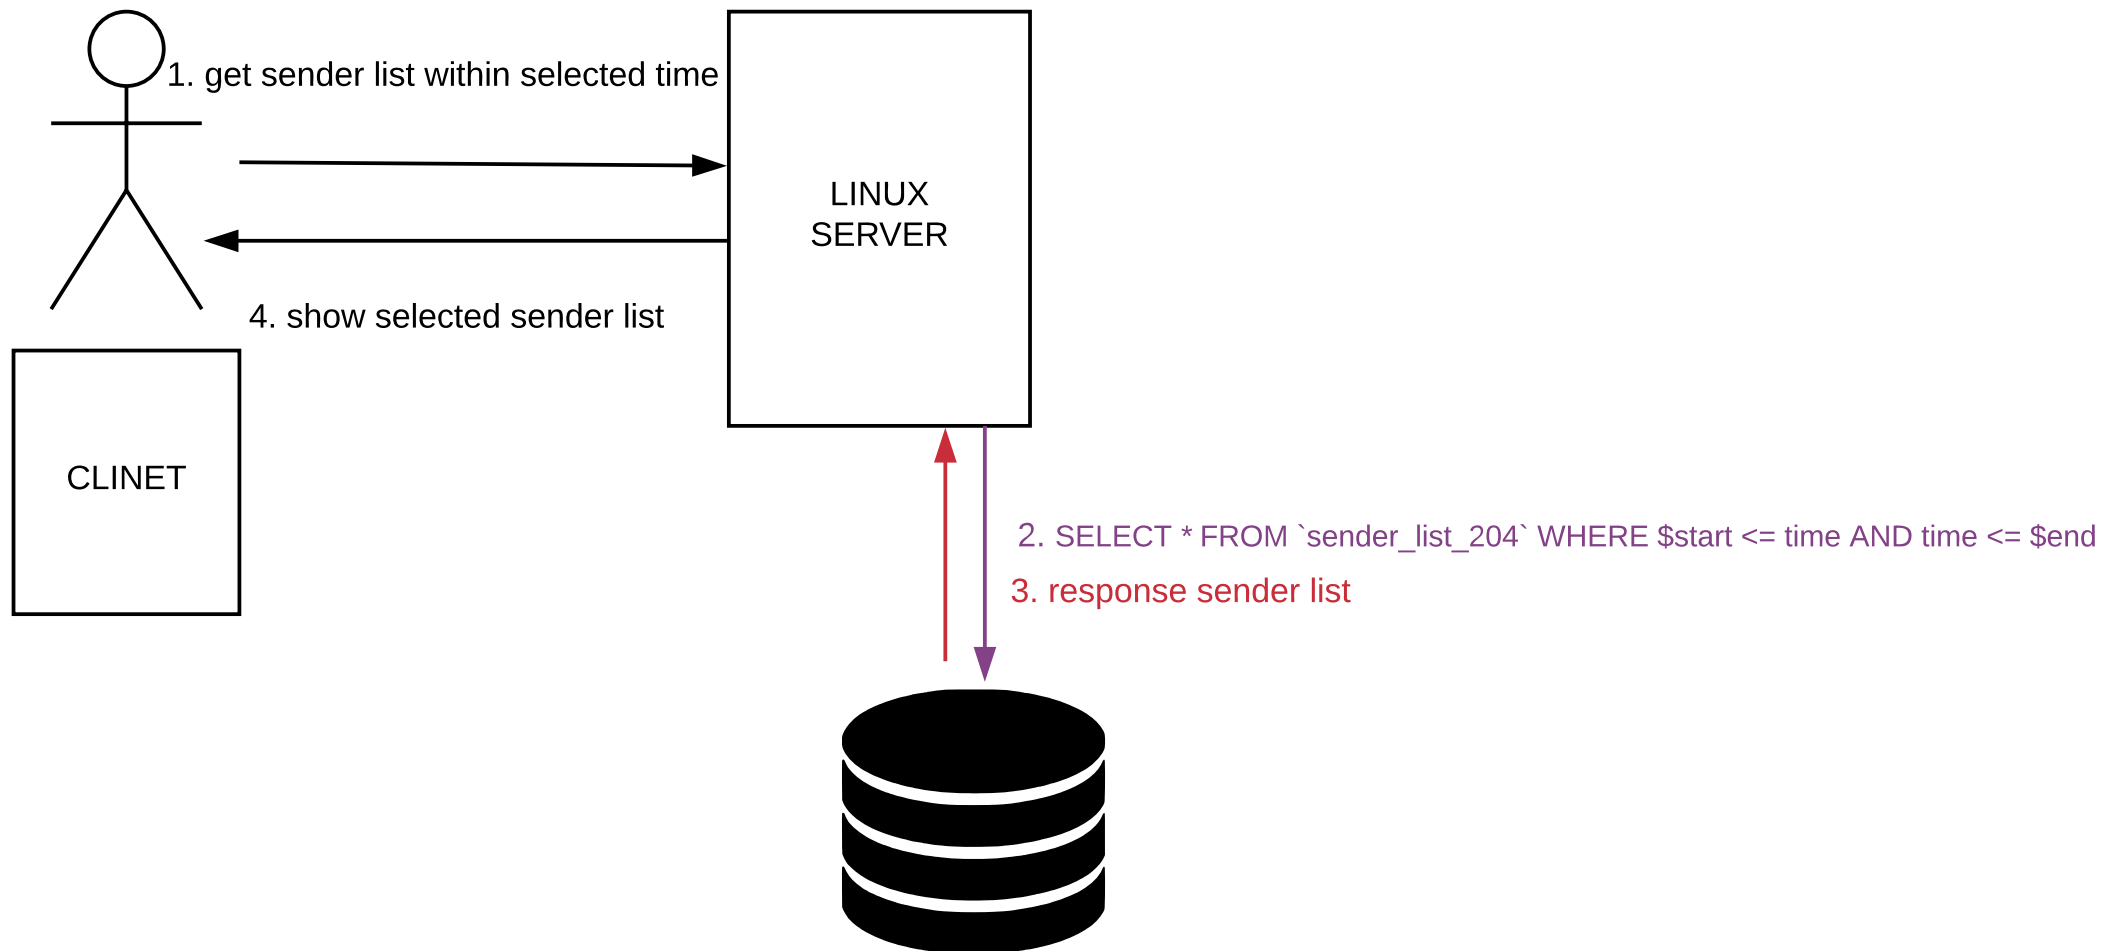 1. get sender list within selected time
LINUX
SERVER
4. show selected sender list
CLINET
2. SELECT * FROM `sender_list_204` WHERE $start <= time AND time <= $end
3. response sender list